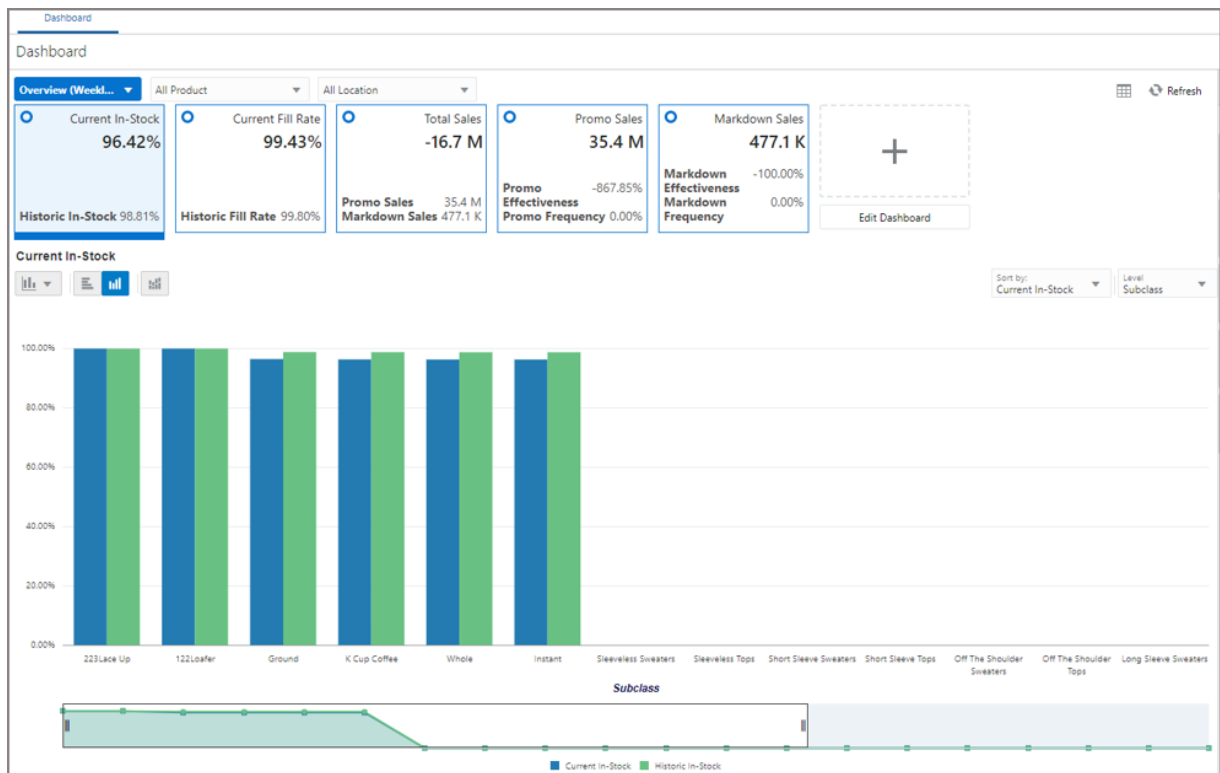 Dashboard
Dashboard
Overview (Weekl...
All Product
All Location
Refresh
Current In-Stock
96.42%
Historic In-Stock 98.81%
Current Fill Rate
99.43%
Historic Fill Rate 99.80%
Total Sales
-16.7 M
Promo Sales 35.4 M
Markdown Sales 477.1 K
Promo Sales
35.4 M
Promo Effectiveness -867.85%
Promo Frequency 0.00%
Markdown Sales
477.1 K
Markdown Effectiveness -100.00%
Markdown Frequency 0.00%
Edit Dashboard
Current In-Stock
Sort by:
Current In-Stock
Level
Subclass
100.00%
80.00%
60.00%
40.00%
20.00%
0.00%
223Lace Up
122Loafer
Ground
K Cup Coffee
Whole
Instant
Sleeveless Sweaters
Sleeveless Tops
Short Sleeve Sweaters
Short Sleeve Tops
Off The Shoulder Sweaters
Off The Shoulder Tops
Long Sleeve Sweaters
Subclass
Current In-Stock
Historic In-Stock